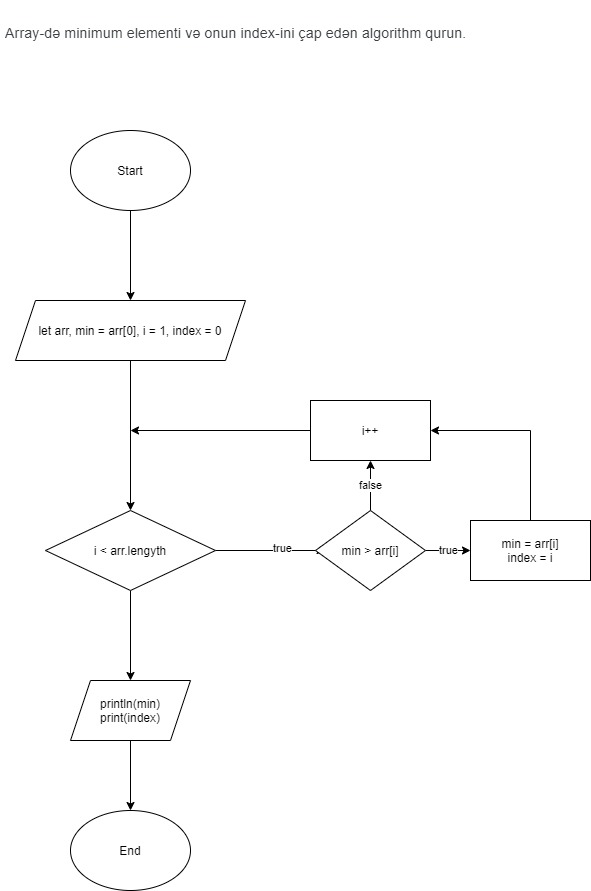 Array-də minimum elementi və onun index-ini çap edən algorithm qurun.
Start
let arr, min = arr[0], i = 1, index = 0
i++
false
i < arr.lengyth
true
min > arr[i]
true
min = arr[i]
index = i
println(min)
print(index)
End